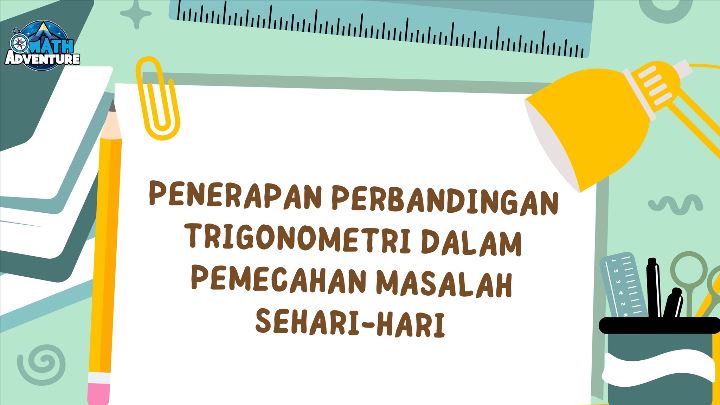 MATH
ADVENTURE
PENERAPAN PERBANDINGAN
TRIGONOMETRI DALAM
PEMECAHAN MASALAH
SEHARI-HARI